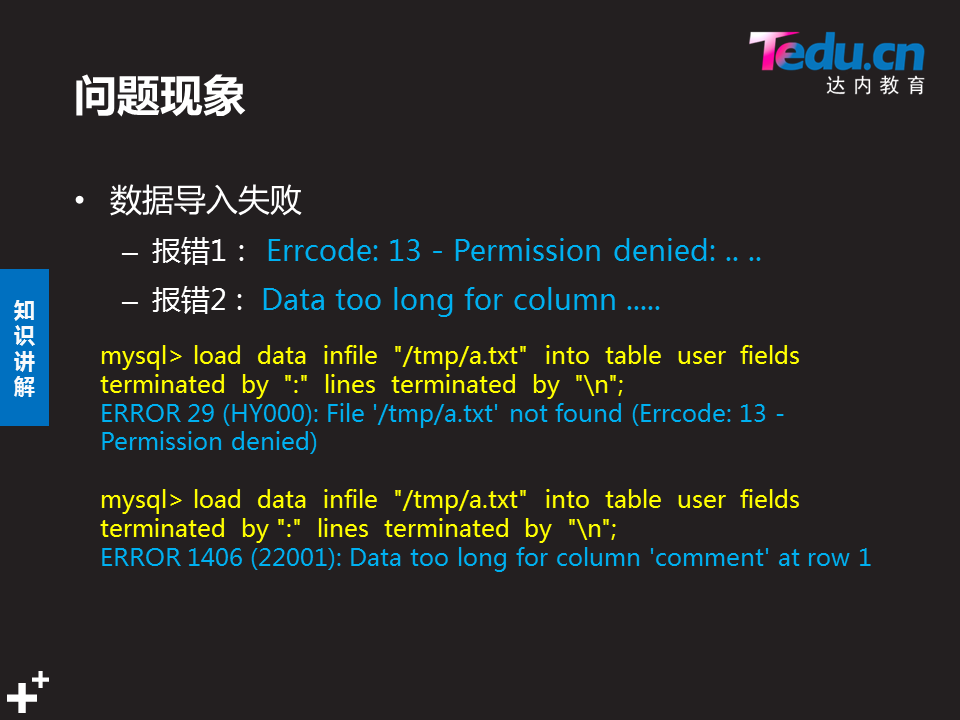 Tedu.cn
达内教育
问题现象
• 数据导入失败
– 报错1： Errcode: 13 - Permission denied: .. ..
– 报错2： Data too long for column .....
知
识
讲
解
mysql> load data infile "/tmp/a.txt" into table user fields
terminated by ":" lines terminated by "\n";
ERROR 29 (HY000): File '/tmp/a.txt' not found (Errcode: 13 -
Permission denied)
mysql> load data infile "/tmp/a.txt" into table user fields
terminated by ":" lines terminated by "\n";
ERROR 1406 (22001): Data too long for column 'comment' at row 1